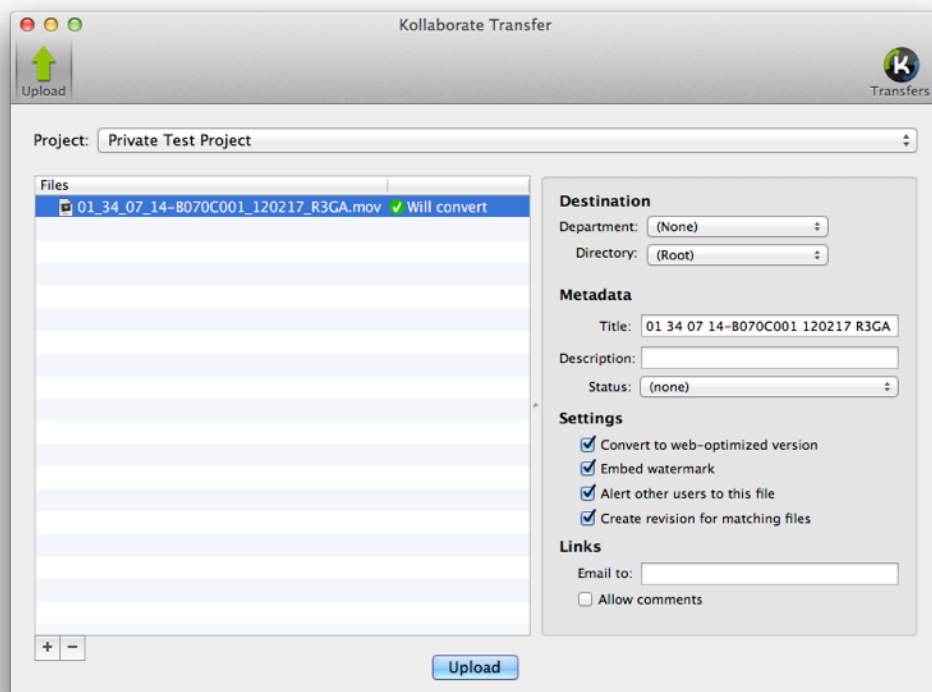 Kollaborate Transfer
Upload
K
Transfers
Project: Private Test Project
Files
01_34_07_14-B070C001_120217_R3GA.mov Will convert
Destination
Department: (None)
Directory: (Root)
Metadata
Title: 01 34 07 14-B070C001 120217 R3GA
Description:
Status: (none)
Settings
Convert to web-optimized version
Embed watermark
Alert other users to this file
Create revision for matching files
Links
Email to:
Allow comments
+ −
Upload